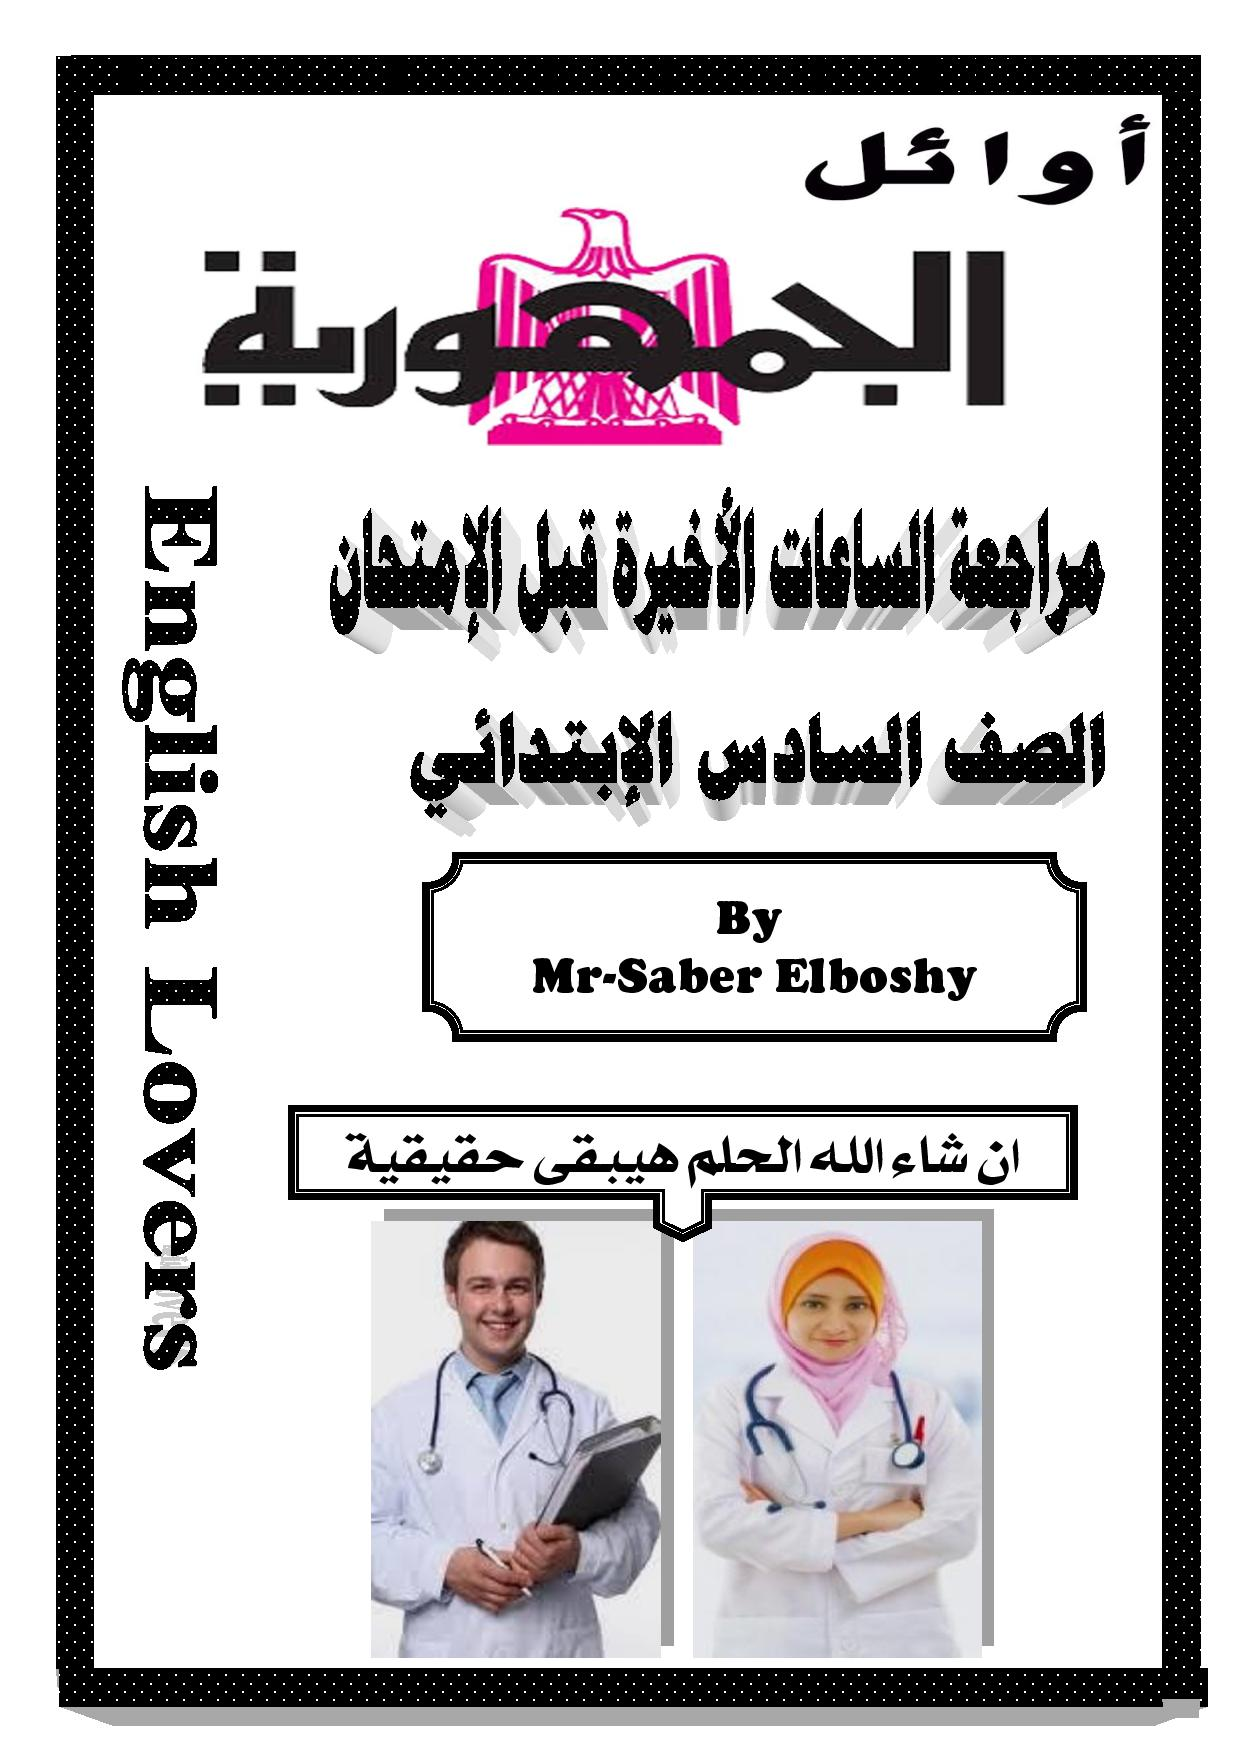 أوائل
الجمهورية
مراجعة الساعات الأخيرة قبل الإمتحان
الصف السادس الإبتدائي
English Lovers
By
Mr-Saber Elboshy
ان شاء الله الحلم هيبقى حقيقية